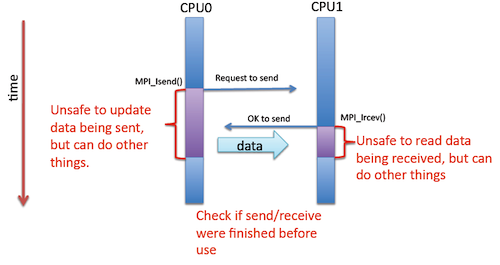 CPU0
CPU1
time
MPI_Isend()
Request to send
Unsafe to update
data being sent,
but can do other
things.
OK to send
MPI_Ircev()
data
Unsafe to read data
being received, but can
do other things
Check if send/receive
were finished before
use